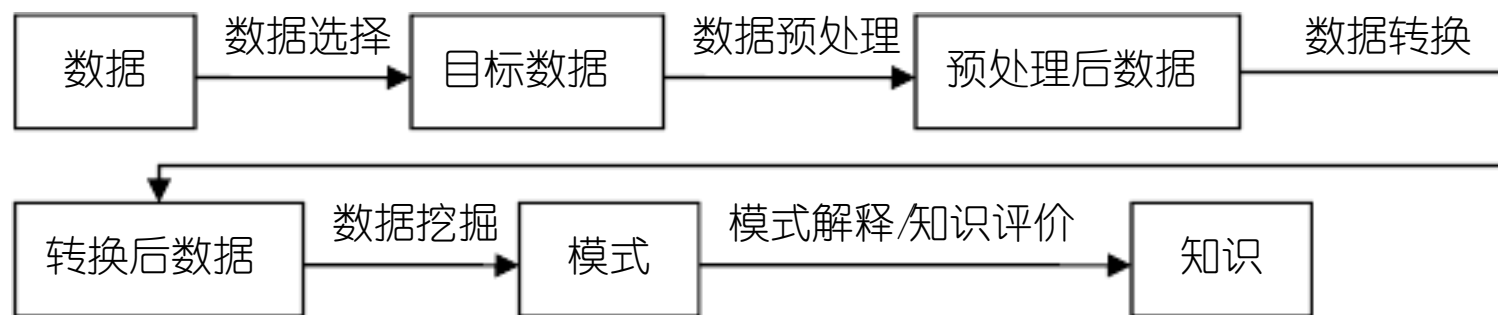 数据
数据选择
目标数据
数据预处理
预处理后数据
数据转换
转换后数据
数据挖掘
模式
模式解释/知识评价
知识